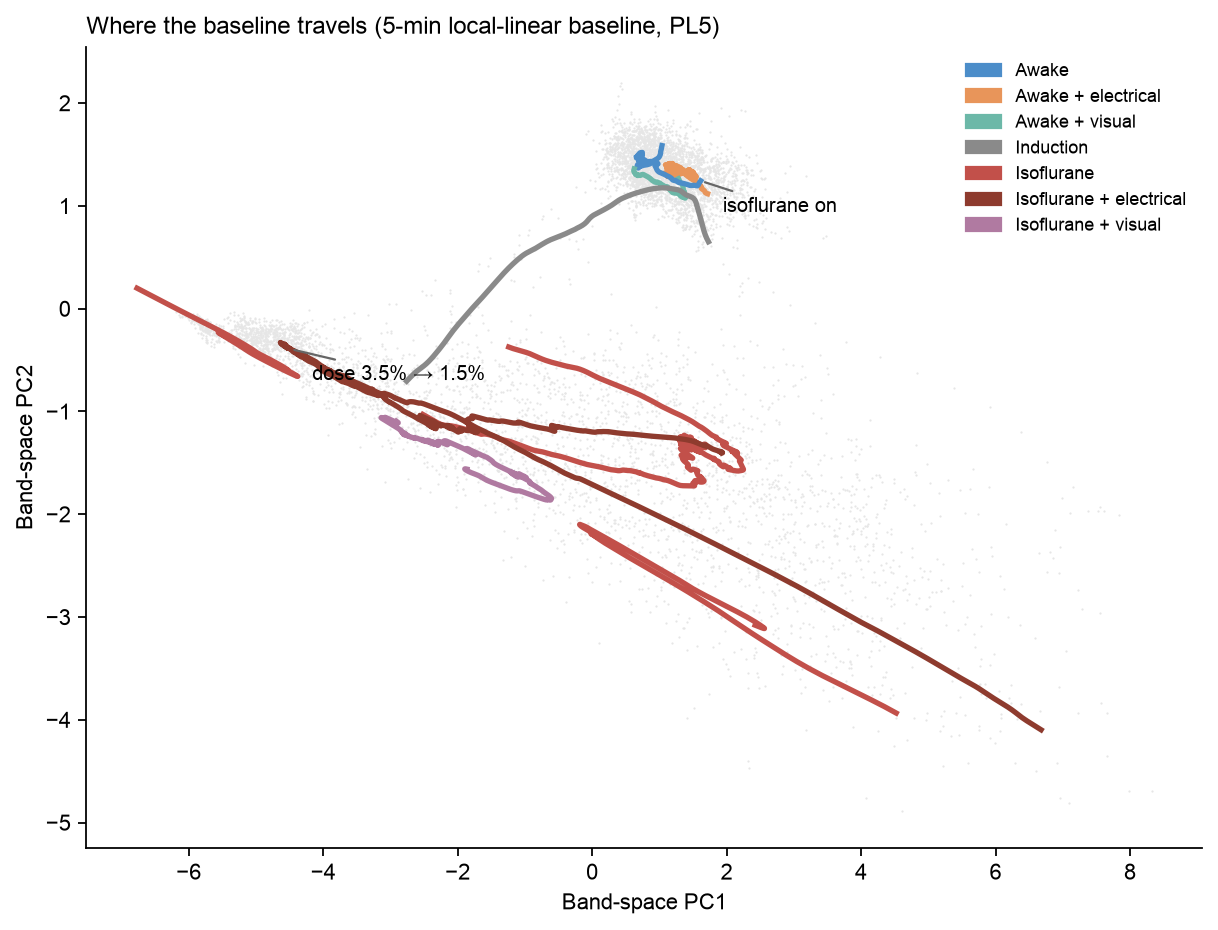 Where the baseline travels (5-min local-linear baseline, PL5)
Awake
Awake + electrical
Awake + visual
Induction
Isoflurane
Isoflurane + electrical
Isoflurane + visual
isoflurane on
dose 3.5% → 1.5%
Band-space PC2
2
1
0
−1
−2
−3
−4
−5
−6 −4 −2 0 2 4 6 8
Band-space PC1